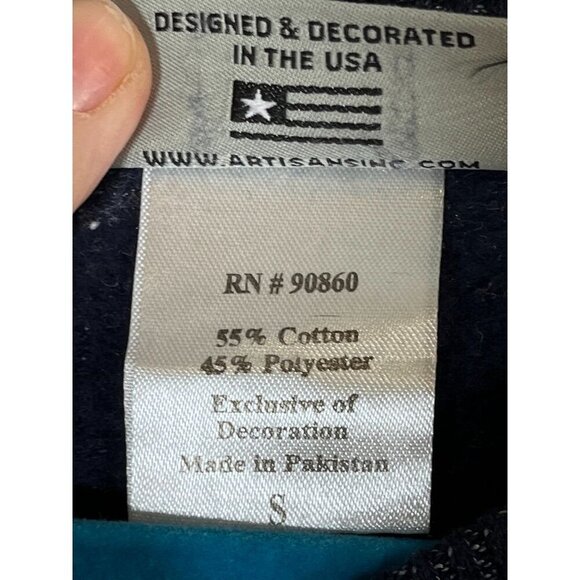 DESIGNED & DECORATED
IN THE USA
WWW.ARTISANSINC.COM
RN # 90860
55% Cotton
45% Polyester
Exclusive of
Decoration
Made in Pakistan
S